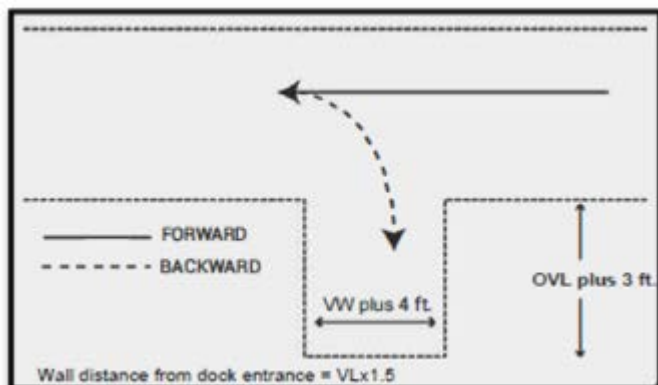 FORWARD
BACKWARD
OVL plus 3 ft.
VW plus 4 ft.
Wall distance from dock entrance = VLx1.5